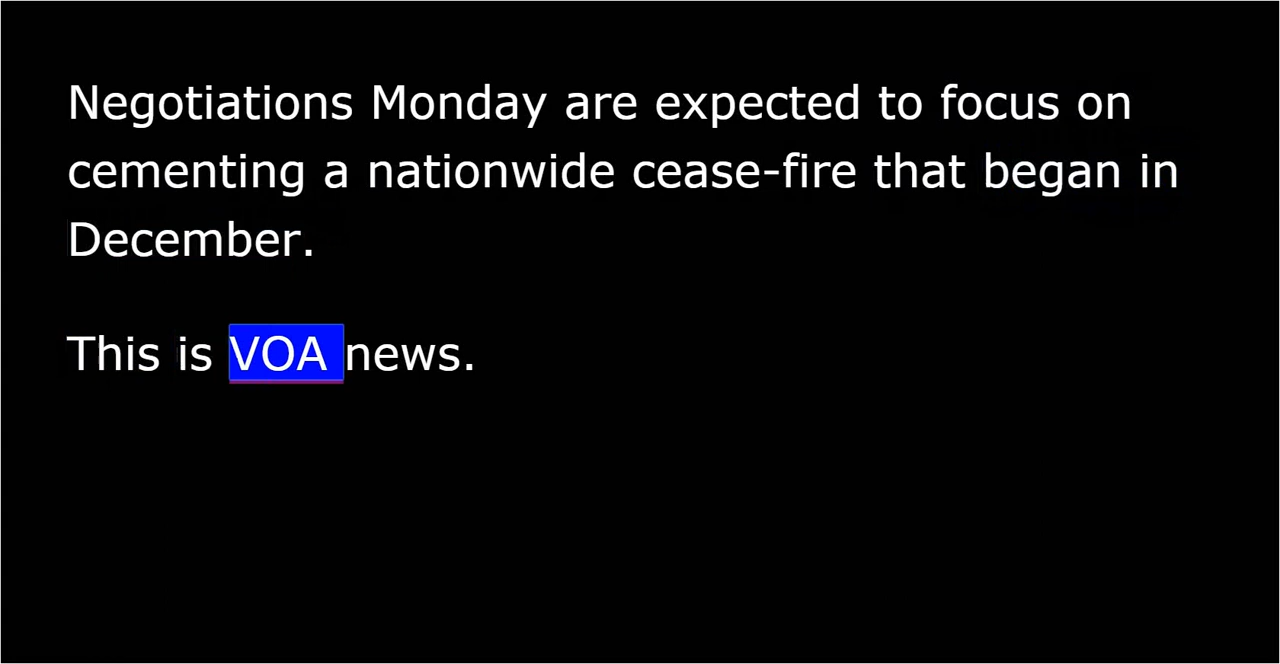 Negotiations Monday are expected to focus on
cementing a nationwide cease-fire that began in
December.
This is VOA news.